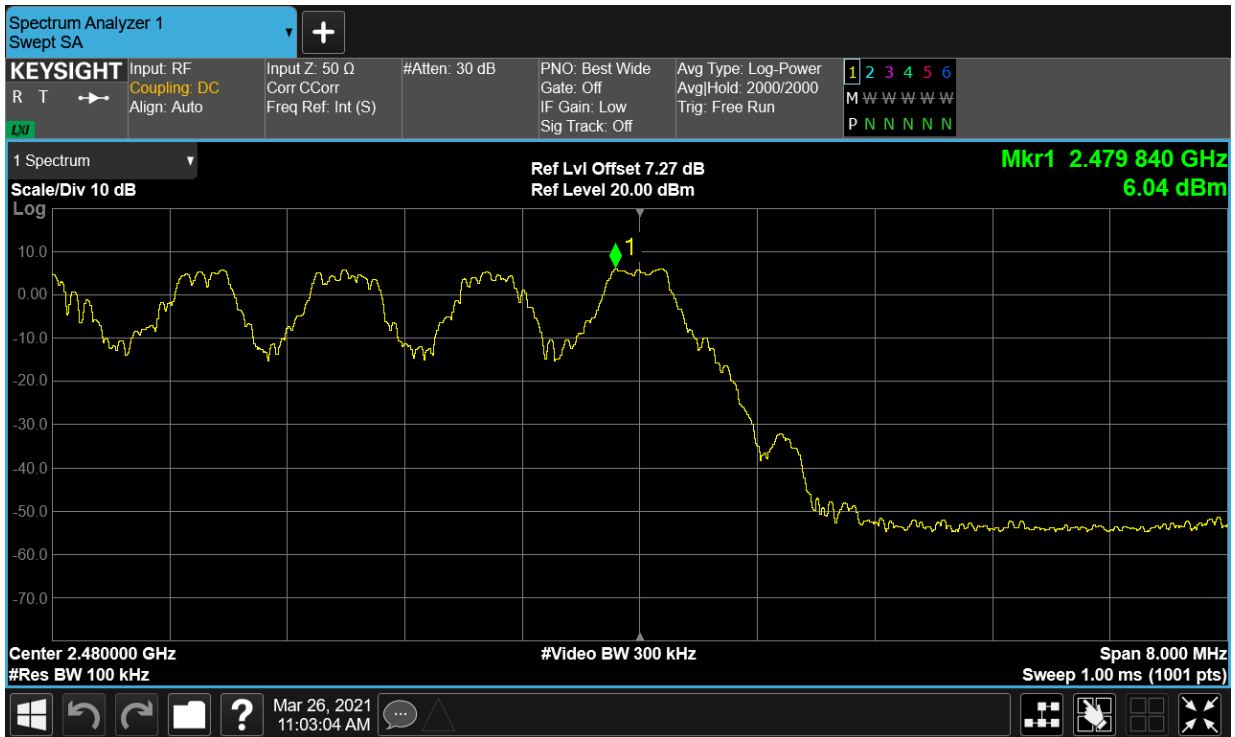 Spectrum Analyzer 1
Swept SA
KEYSIGHT
R T
LXI
Input: RF
Coupling: DC
Align: Auto
Input Z: 50 Ω
Corr CCorr
Freq Ref: Int (S)
#Atten: 30 dB
PNO: Best Wide
Gate: Off
IF Gain: Low
Sig Track: Off
Avg Type: Log-Power
Avg|Hold: 2000/2000
Trig: Free Run
1 2 3 4 5 6
M W W W W W
P N N N N N
1 Spectrum
Scale/Div 10 dB
Log
Ref Lvl Offset 7.27 dB
Ref Level 20.00 dBm
Mkr1 2.479 840 GHz
6.04 dBm
1
10.0
0.00
-10.0
-20.0
-30.0
-40.0
-50.0
-60.0
-70.0
Center 2.480000 GHz
#Res BW 100 kHz
#Video BW 300 kHz
Span 8.000 MHz
Sweep 1.00 ms (1001 pts)
?
Mar 26, 2021
11:03:04 AM